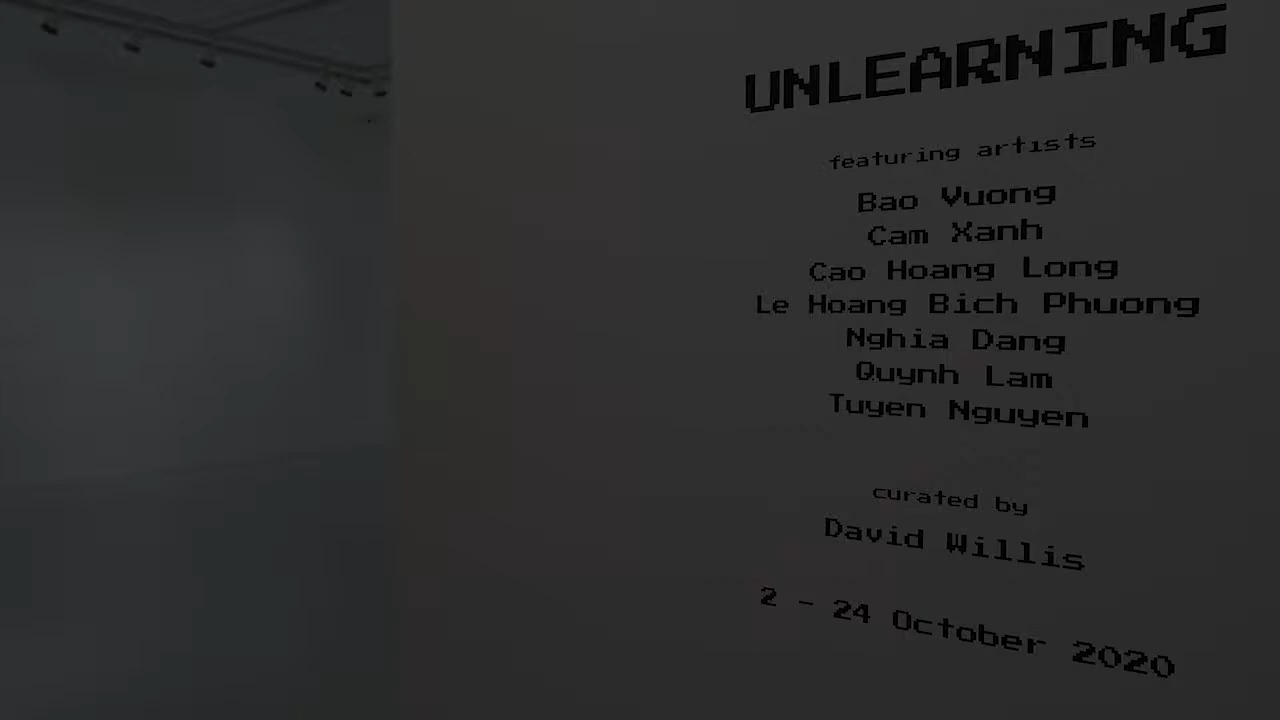 UNLEARNING
featuring artists
Bao Vuong
Cam Xanh
Cao Hoang Long
Le Hoang Bich Phuong
Nghia Dang
Quynh Lam
Tuyen Nguyen
curated by
David Willis
2 - 24 October 2020